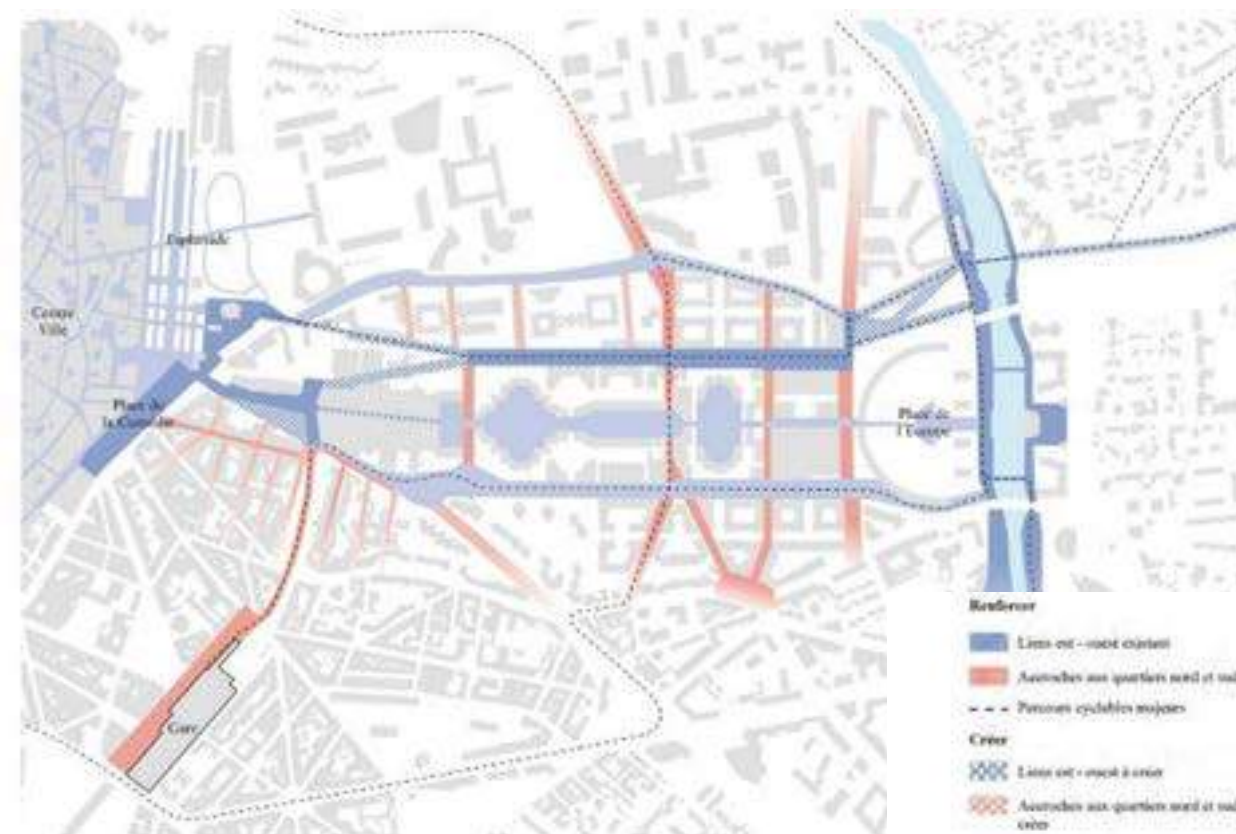 Esplanade
Centre
Ville
Place de
la Comédie
Place de
l'Europe
Gare
Renforcer
Liens est - ouest existant
Accroches aux quartiers nord et sud
Parcours cyclables majeurs
Créer
Liens est - ouest à créer
Accroches aux quartiers nord et sud
créer